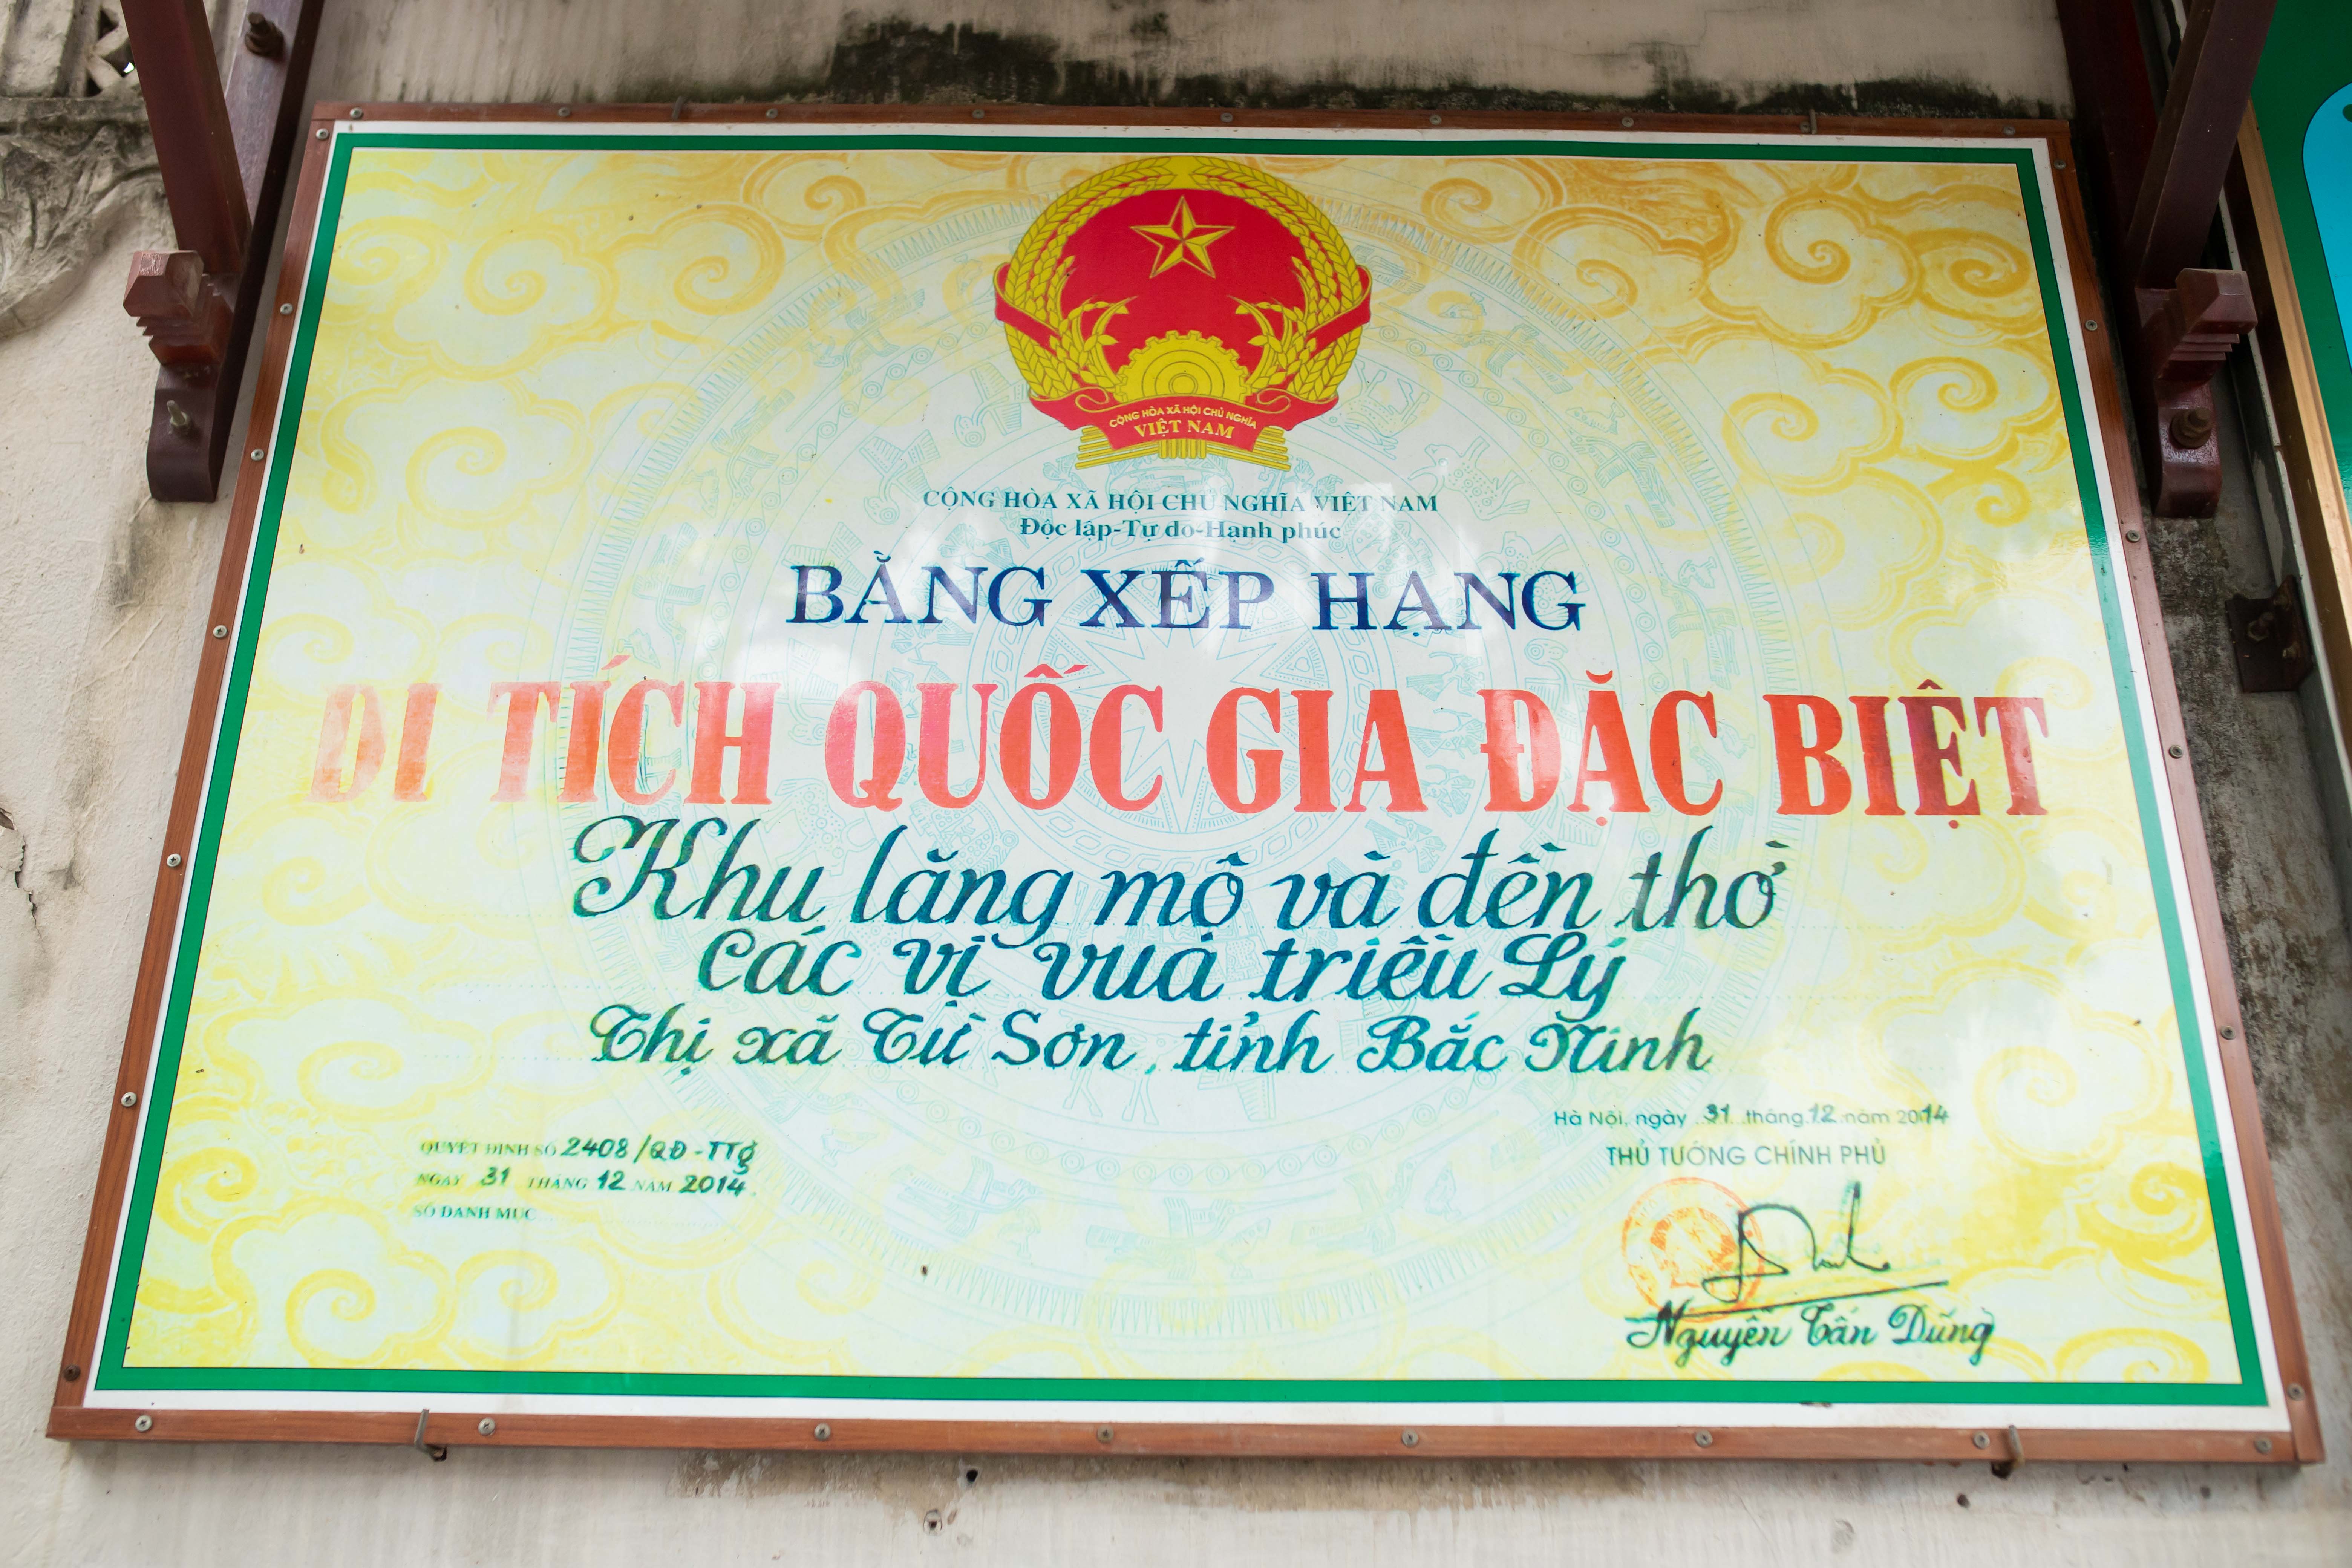 CỘNG HÒA XÃ HỘI CHỦ NGHĨA
VIỆT NAM
CỘNG HÒA XÃ HỘI CHỦ NGHĨA VIỆT NAM
Độc lập-Tự do-Hạnh phúc
BẰNG XẾP HẠNG
DI TÍCH QUỐC GIA ĐẶC BIỆT
Khu lăng mộ và đền thờ
các vị vua triều Lý
Thị xã Từ Sơn, tỉnh Bắc Ninh
Hà Nội, ngày 31 tháng 12 năm 2014
THỦ TƯỚNG CHÍNH PHỦ
QUYẾT ĐỊNH SỐ 2408/QĐ-TTg
NGÀY 31 THÁNG 12 NĂM 2014
SỐ DANH MỤC
Nguyễn Tấn Dũng